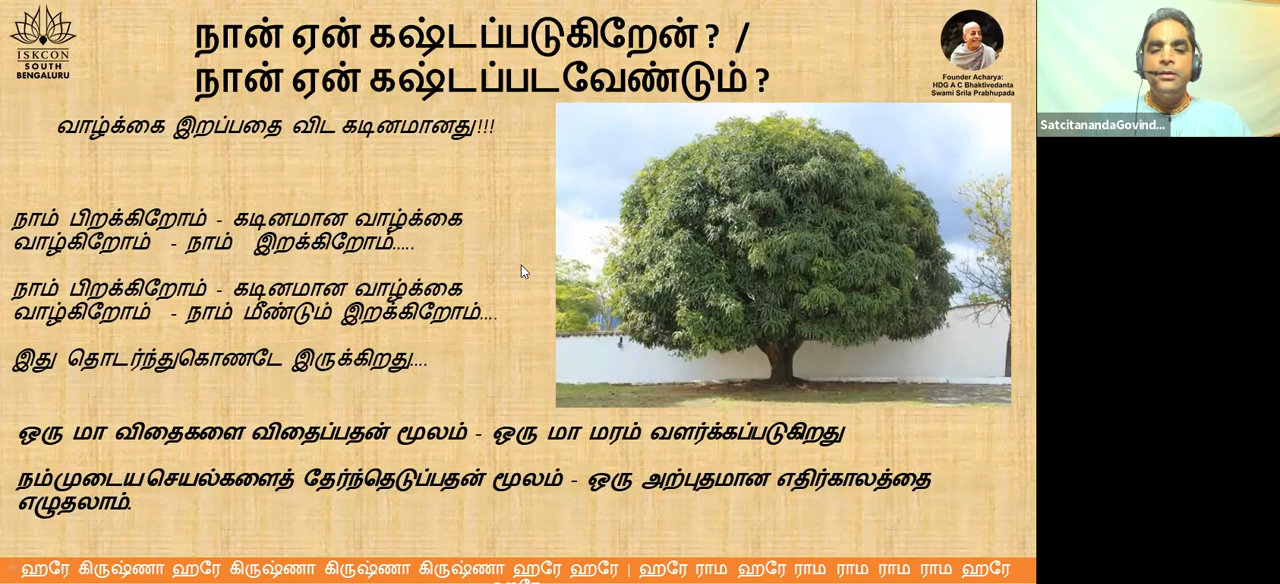 ISKCON
SOUTH
BENGALURU
நான் ஏன் கஷ்டப்படுகிறேன் ? /
நான் ஏன் கஷ்டப்படவேண்டும் ?
Founder Acharya:
HDG A C Bhaktivedanta
Swami Srila Prabhupada
SatcitanandaGovind...
வாழ்க்கை இறப்பதை விட கடினமானது!!!
நாம் பிறக்கிறோம் - கடினமான வாழ்க்கை
வாழ்கிறோம் - நாம் இறக்கிறோம்.....
நாம் பிறக்கிறோம் - கடினமான வாழ்க்கை
வாழ்கிறோம் - நாம் மீண்டும் இறக்கிறோம்....
இது தொடர்ந்துகொணடே இருக்கிறது....
ஒரு மா விதைகளை விதைப்பதன் மூலம் - ஒரு மா மரம் வளர்க்கப்படுகிறது
நம்முடைய செயல்களைத் தேர்ந்தெடுப்பதன் மூலம் - ஒரு அற்புதமான எதிர்காலத்தை
எழுதலாம்.
ஹரே கிருஷ்ணா ஹரே கிருஷ்ணா கிருஷ்ணா கிருஷ்ணா ஹரே ஹரே | ஹரே ராம ஹரே ராம ராம ராம ஹரே